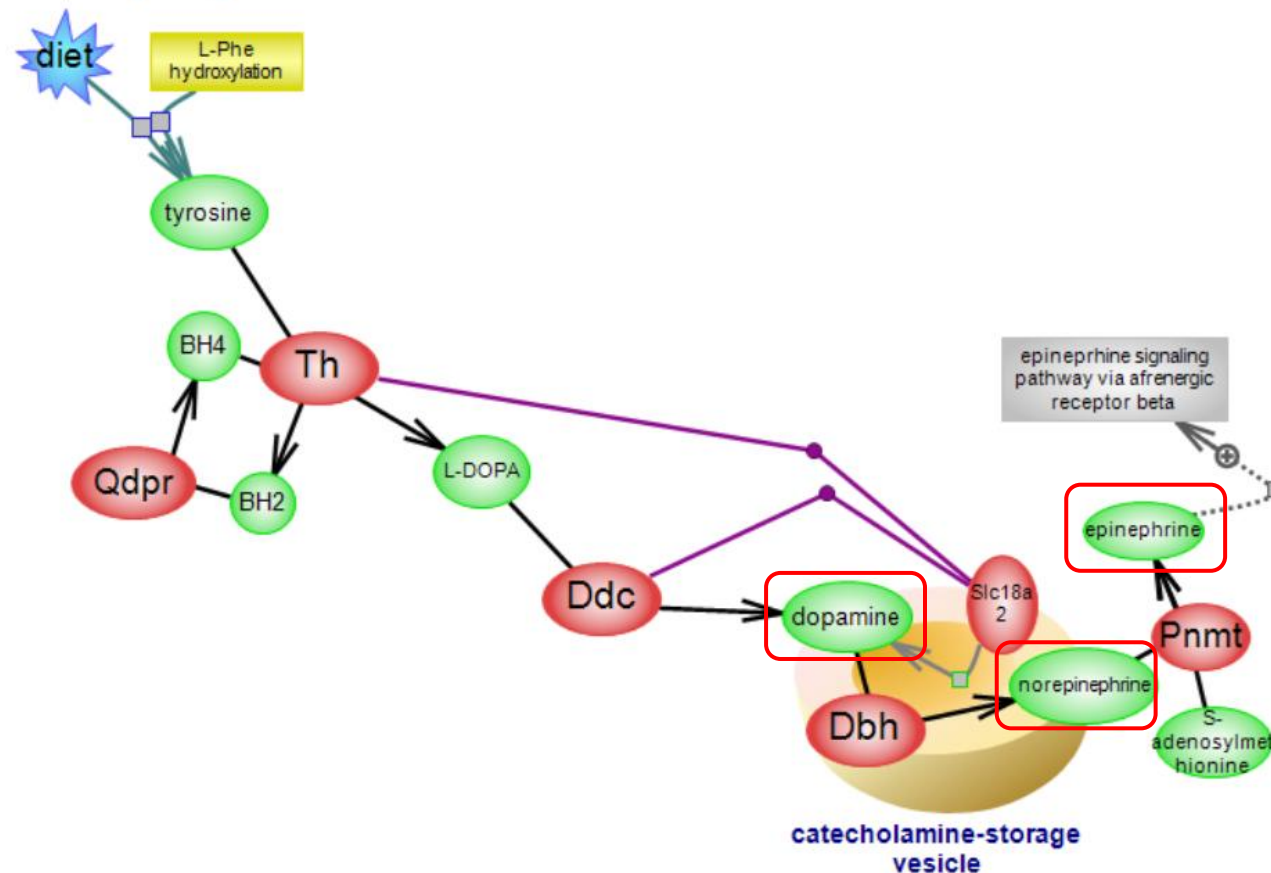 diet
L-Phe
hydroxylation
tyrosine
BH4
Th
epineprhine signaling
pathway via afrenergic
receptor beta
Qdpr
BH2
L-DOPA
epinephrine
Ddc
dopamine
Slc18a
2
Pnmt
norepinephrine
Dbh
S-
adenosylmet
hionine
catecholamine-storage
vesicle